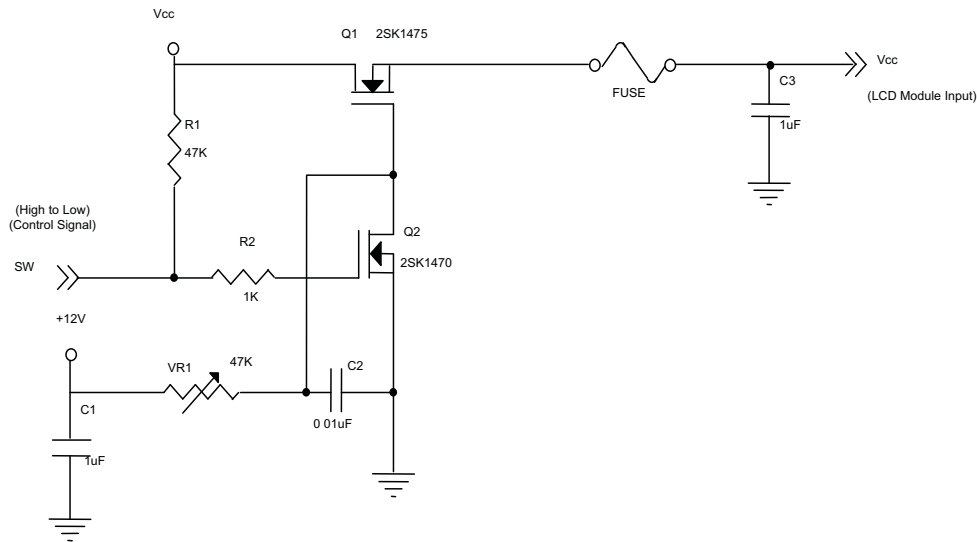 Vcc
Q1 2SK1475
Vcc
(LCD Module Input)
FUSE
C3
1uF
R1
47K
(High to Low)
(Control Signal)
SW
R2
1K
Q2
2SK1470
+12V
VR1
47K
C2
0 01uF
C1
1uF